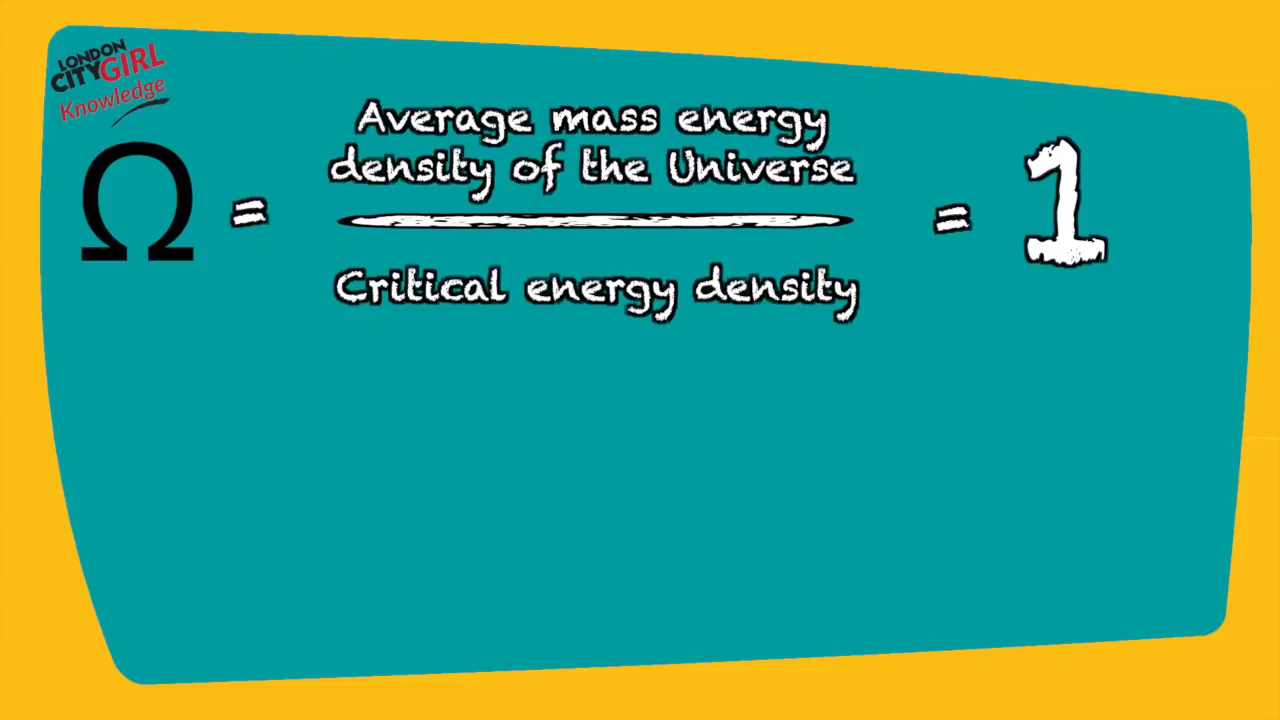 LONDON
CITYGIRL
Knowledge
Average mass energy
density of the Universe
Ω = = 1
Critical energy density